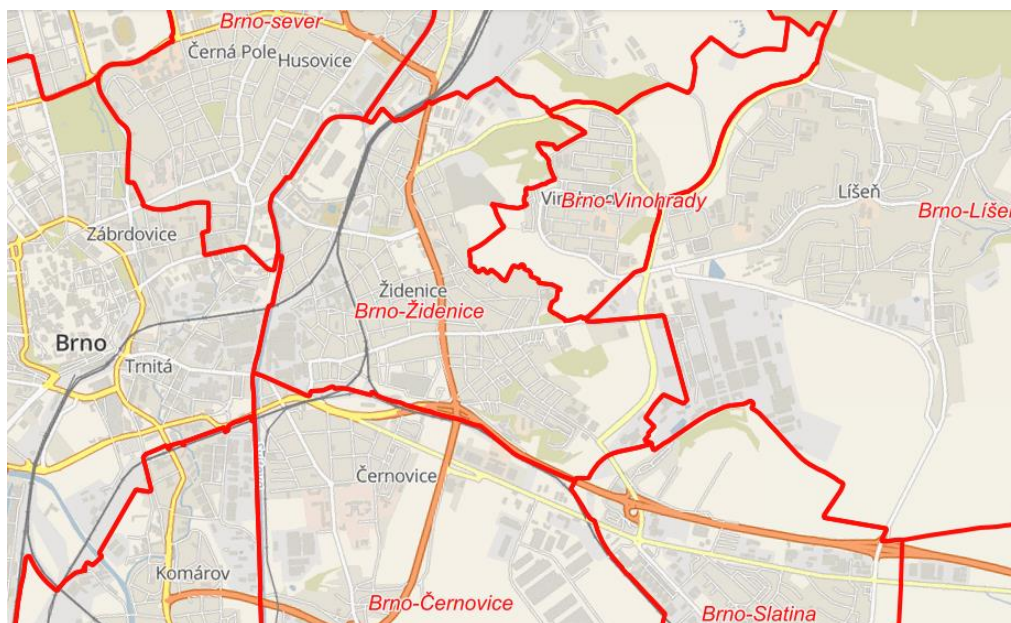 Brno-sever
Černá Pole
Husovice
Brno-Vinohrady
Líšeň
Brno-Líšeň
Zábrdovice
Židenice
Brno-Židenice
Brno
Trnitá
Černovice
Komárov
Brno-Černovice
Brno-Slatina